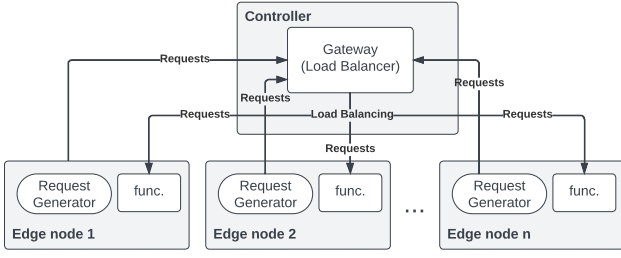 Controller
Gateway
(Load Balancer)
Requests
Requests
Requests
Requests
Load Balancing
Requests
Requests
Request
Generator
func.
Edge node 1
Request
Generator
func.
Edge node 2
...
Request
Generator
func.
Edge node n